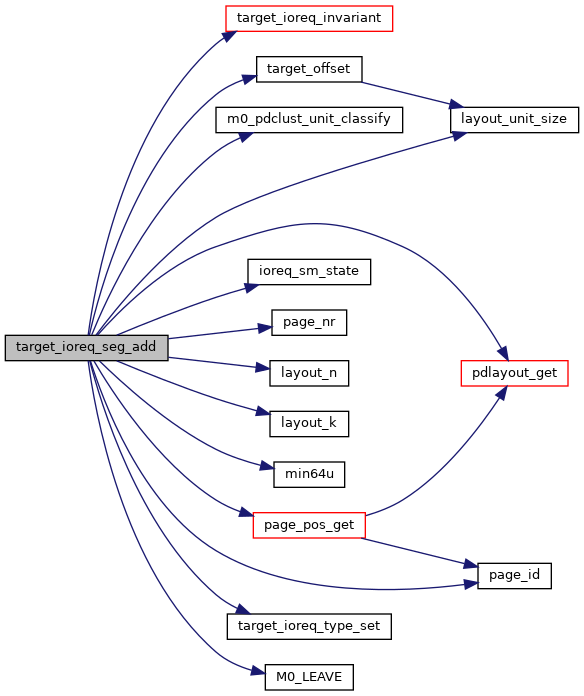 target_ioreq_invariant
target_offset
m0_pdclust_unit_classify
layout_unit_size
ioreq_sm_state
page_nr
target_ioreq_seg_add
layout_n
pdlayout_get
layout_k
min64u
page_pos_get
page_id
target_ioreq_type_set
M0_LEAVE